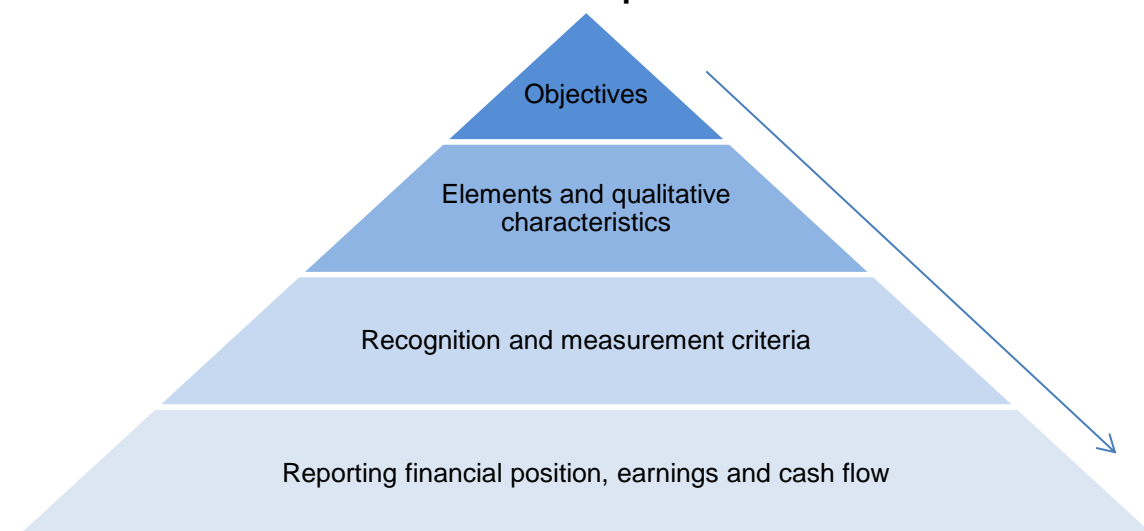 Objectives
Elements and qualitative
characteristics
Recognition and measurement criteria
Reporting financial position, earnings and cash flow